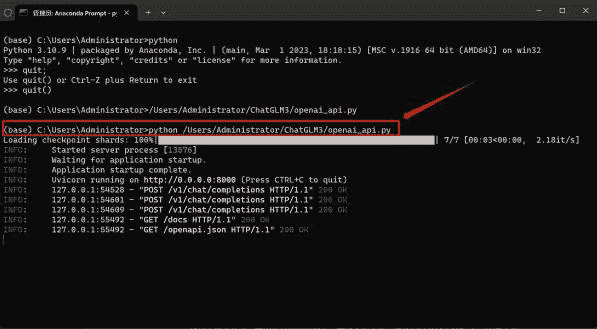 管理员: Anaconda Prompt - py
(base) C:\Users\Administrator>python
Python 3.10.9 | packaged by Anaconda, Inc. | (main, Mar 1 2023, 18:18:15) [MSC v.1916 64 bit (AMD64)] on win32
Type "help", "copyright", "credits" or "license" for more information.
>>> quit;
Use quit() or Ctrl-Z plus Return to exit
>>> quit()
(base) C:\Users\Administrator>/Users/Administrator/ChatGLM3/openai_api.py
(base) C:\Users\Administrator>python /Users/Administrator/ChatGLM3/openai_api.py
Loading checkpoint shards: 100%| | 7/7 [00:03<00:00, 2.18it/s]
INFO: Started server process [13576]
INFO: Waiting for application startup.
INFO: Application startup complete.
INFO: Uvicorn running on http://0.0.0.0:8000 (Press CTRL+C to quit)
INFO: 127.0.0.1:54528 - "POST /v1/chat/completions HTTP/1.1" 200 OK
INFO: 127.0.0.1:54601 - "POST /v1/chat/completions HTTP/1.1" 200 OK
INFO: 127.0.0.1:54609 - "POST /v1/chat/completions HTTP/1.1" 200 OK
INFO: 127.0.0.1:55492 - "GET /docs HTTP/1.1" 200 OK
INFO: 127.0.0.1:55492 - "GET /openapi.json HTTP/1.1" 200 OK